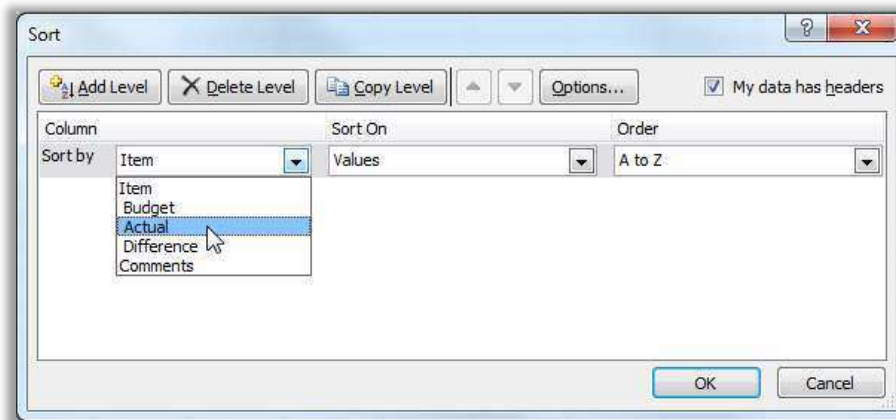 Sort
Add Level Delete Level Copy Level Options... My data has headers
Column Sort On Order
Sort by Item Values A to Z
Item
Budget
Actual
Difference
Comments
OK Cancel